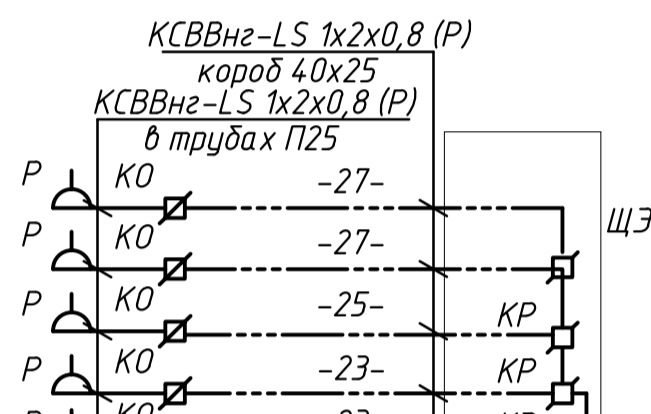 КСВВнг-LS 1х2х0,8 (Р)
короб 40х25
КСВВнг-LS 1х2х0,8 (Р)
в трубах П25
Р КО -27-
ЩЭ
Р КО -27-
Р КО -25- КР
Р КО -23- КР
КО